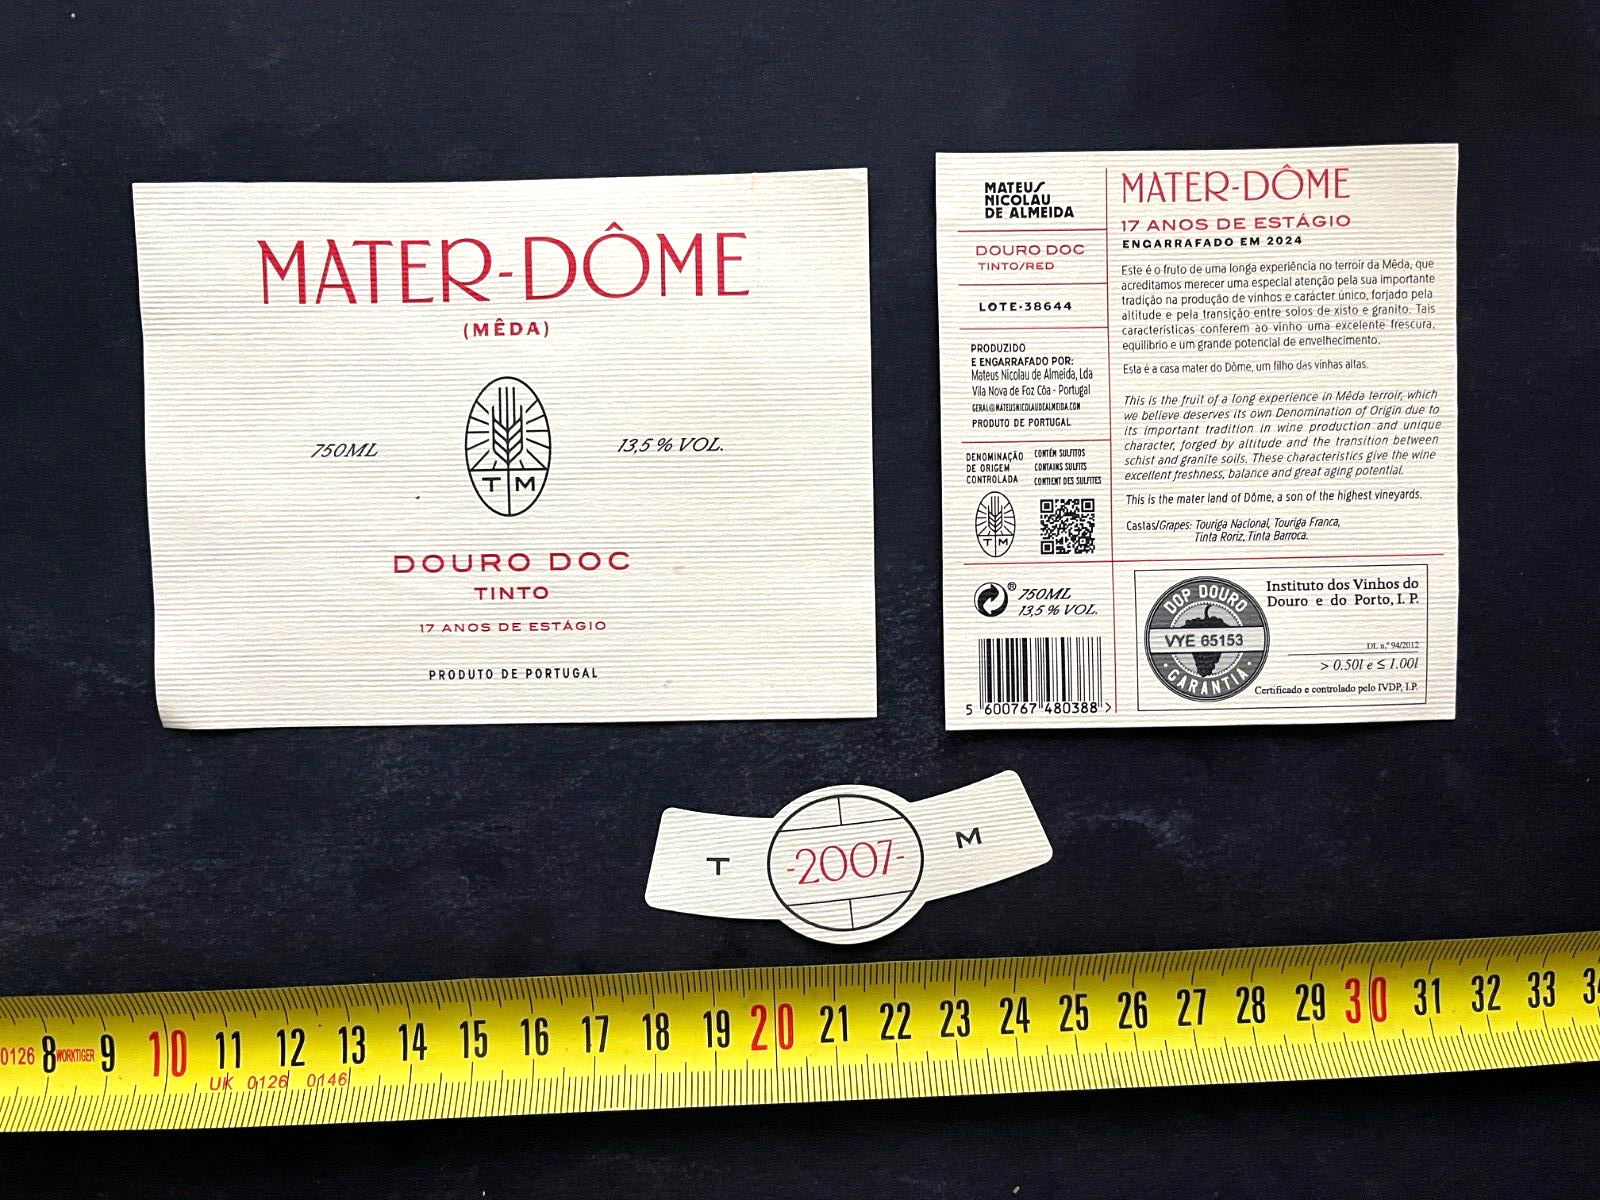 MATER-DÔME
(MÊDA)
750ML
13,5 % VOL.
T M
DOURO DOC
TINTO
17 ANOS DE ESTÁGIO
PRODUTO DE PORTUGAL
MATEUS
NICOLAU
DE ALMEIDA
DOURO DOC
TINTO/RED
LOTE-38644
PRODUZIDO
E ENGARRAFADO POR:
Mateus Nicolau de Almeida, Lda
Vila Nova de Foz Côa - Portugal
GERAL@MATEUSNICOLAUDEALMEIDA.COM
PRODUTO DE PORTUGAL
DENOMINAÇÃO
DE ORIGEM
CONTROLADA
CONTÉM SULFITOS
CONTAINS SULFITS
CONTIENT DES SULFITES
T M
®
750ML
13,5 % VOL.
5 600767 480388 >
MATER-DÔME
17 ANOS DE ESTÁGIO
ENGARRAFADO EM 2024
Este é o fruto de uma longa experiência no terroir da Mêda, que
acreditamos merecer uma especial atenção pela sua importante
tradição na produção de vinhos e carácter único, forjado pela
altitude e pela transição entre solos de xisto e granito. Tais
características conferem ao vinho uma excelente frescura,
equilíbrio e um grande potencial de envelhecimento.
Esta é a casa mater do Dôme, um filho das vinhas altas.
This is the fruit of a long experience in Mêda terroir, which
we believe deserves its own Denomination of Origin due to
its important tradition in wine production and unique
character, forged by altitude and the transition between
schist and granite soils. These characteristics give the wine
excellent freshness, balance and great aging potential.
This is the mater land of Dôme, a son of the highest vineyards.
Castas/Grapes: Touriga Nacional, Touriga Franca,
Tinta Roriz, Tinta Barroca.
DOP DOURO
VYE 65153
GARANTIA
Instituto dos Vinhos do
Douro e do Porto, I. P.
DL n.º 94/2012
> 0.50l e ≤ 1.00l
Certificado e controlado pelo IVDP, I.P.
T
-2007-
M
0126 8 WORKTIGER 9 10 11 12 13 14 15 16 17 18 19 20 21 22 23 24 25 26 27 28 29 30 31 32 33 34
UK 0126 0146